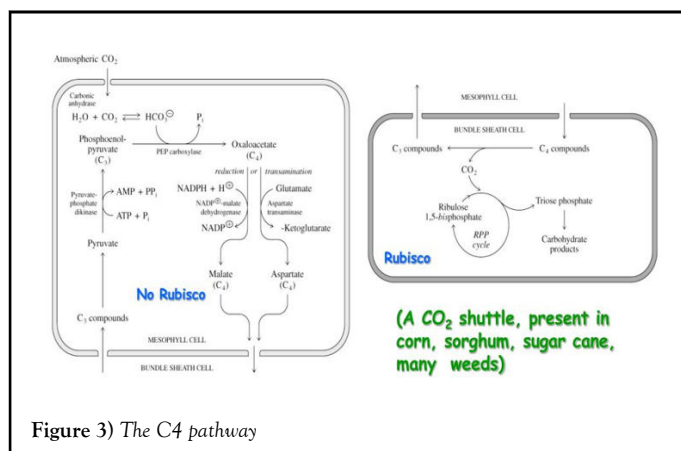 Atmospheric CO₂
Carbonic
anhydrase
H₂O + CO₂ ⇌ HCO₃⊖
Pᵢ
Phosphoenol-
pyruvate
(C₃)
PEP carboxylase
Oxaloacetate
(C₄)
reduction or transamination
Pyruvate-
phosphate
dikinase
AMP + PPᵢ
ATP + Pᵢ
NADPH + H⊕
NADP⊕-malate
dehydrogenase
NADP⊕
Glutamate
Aspartate
transaminase
-Ketoglutarate
Pyruvate
Malate
(C₄)
Aspartate
(C₄)
No Rubisco
C₃ compounds
MESOPHYLL CELL
BUNDLE SHEATH CELL
MESOPHYLL CELL
BUNDLE SHEATH CELL
C₃ compounds
C₄ compounds
CO₂
Ribulose
1,5-bisphosphate
RPP
cycle
Triose phosphate
Carbohydrate
products
Rubisco
(A CO₂ shuttle, present in
corn, sorghum, sugar cane,
many weeds)
Figure 3) The C4 pathway